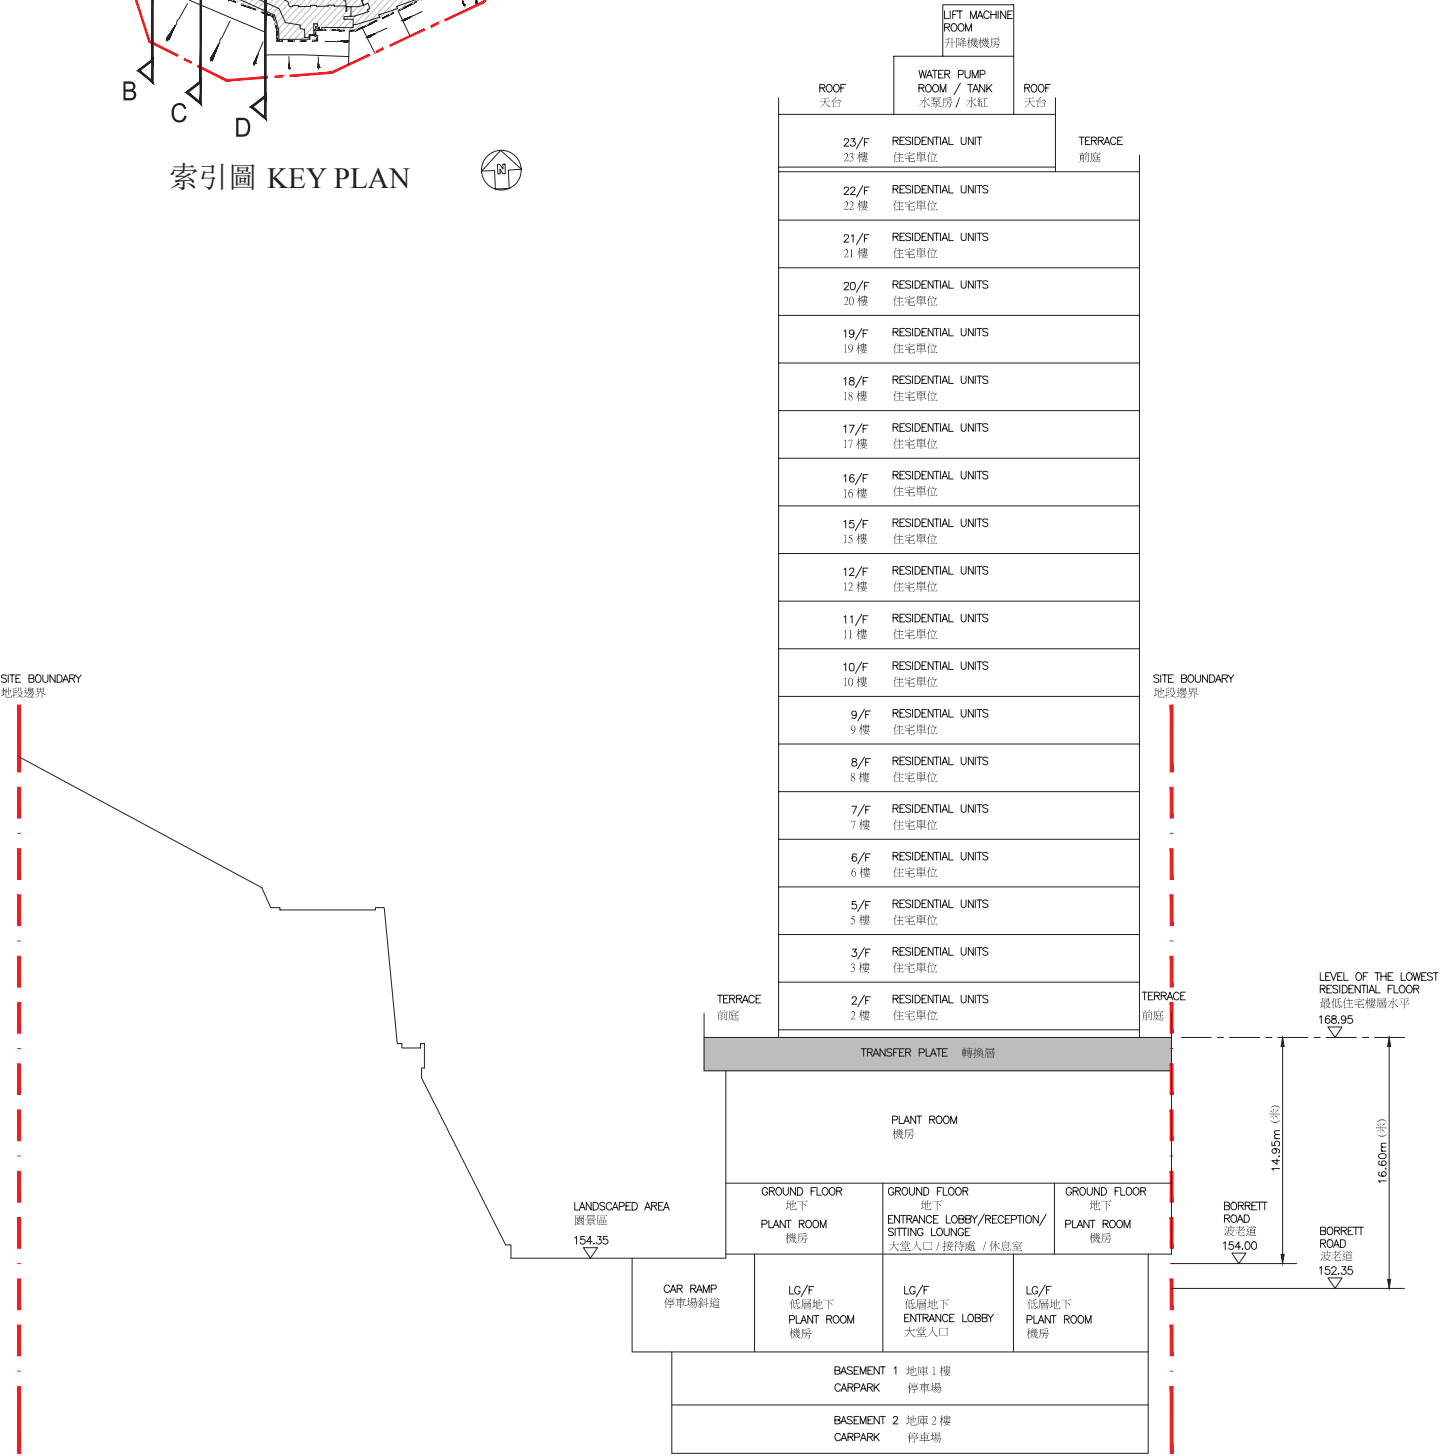 B
C
D
索引圖 KEY PLAN
N
LIFT MACHINE
ROOM
升降機機房
WATER PUMP
ROOM / TANK
水泵房 / 水缸
ROOF
天台
ROOF
天台
23/F RESIDENTIAL UNIT
23 樓 住宅單位
TERRACE
前庭
22/F RESIDENTIAL UNITS
22 樓 住宅單位
21/F RESIDENTIAL UNITS
21 樓 住宅單位
20/F RESIDENTIAL UNITS
20 樓 住宅單位
19/F RESIDENTIAL UNITS
19 樓 住宅單位
18/F RESIDENTIAL UNITS
18 樓 住宅單位
17/F RESIDENTIAL UNITS
17 樓 住宅單位
16/F RESIDENTIAL UNITS
16 樓 住宅單位
15/F RESIDENTIAL UNITS
15 樓 住宅單位
12/F RESIDENTIAL UNITS
12 樓 住宅單位
11/F RESIDENTIAL UNITS
11 樓 住宅單位
10/F RESIDENTIAL UNITS
10 樓 住宅單位
9/F RESIDENTIAL UNITS
9 樓 住宅單位
8/F RESIDENTIAL UNITS
8 樓 住宅單位
7/F RESIDENTIAL UNITS
7 樓 住宅單位
6/F RESIDENTIAL UNITS
6 樓 住宅單位
5/F RESIDENTIAL UNITS
5 樓 住宅單位
3/F RESIDENTIAL UNITS
3 樓 住宅單位
2/F RESIDENTIAL UNITS
2 樓 住宅單位
SITE BOUNDARY
地段邊界
SITE BOUNDARY
地段邊界
TERRACE
前庭
TERRACE
前庭
LEVEL OF THE LOWEST
RESIDENTIAL FLOOR
最低住宅樓層水平
168.95
TRANSFER PLATE 轉換層
PLANT ROOM
機房
14.95m (米)
16.60m (米)
GROUND FLOOR
地下
PLANT ROOM
機房
GROUND FLOOR
地下
ENTRANCE LOBBY/RECEPTION/
SITTING LOUNGE
大堂入口 / 接待處 / 休息室
GROUND FLOOR
地下
PLANT ROOM
機房
LANDSCAPED AREA
園景區
154.35
BORRETT
ROAD
波老道
154.00
BORRETT
ROAD
波老道
152.35
CAR RAMP
停車場斜道
LG/F
低層地下
PLANT ROOM
機房
LG/F
低層地下
ENTRANCE LOBBY
大堂入口
LG/F
低層地下
PLANT ROOM
機房
BASEMENT 1 地庫 1 樓
CARPARK 停車場
BASEMENT 2 地庫 2 樓
CARPARK 停車場